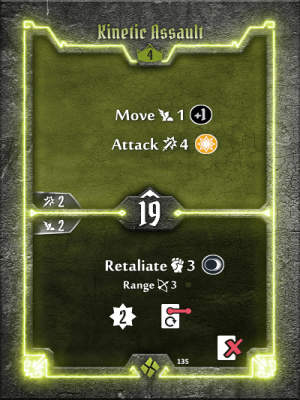 Kinetic Assault
4
Move 1 +1
Attack 4
2
19
2
Retaliate 3
Range 3
2
135